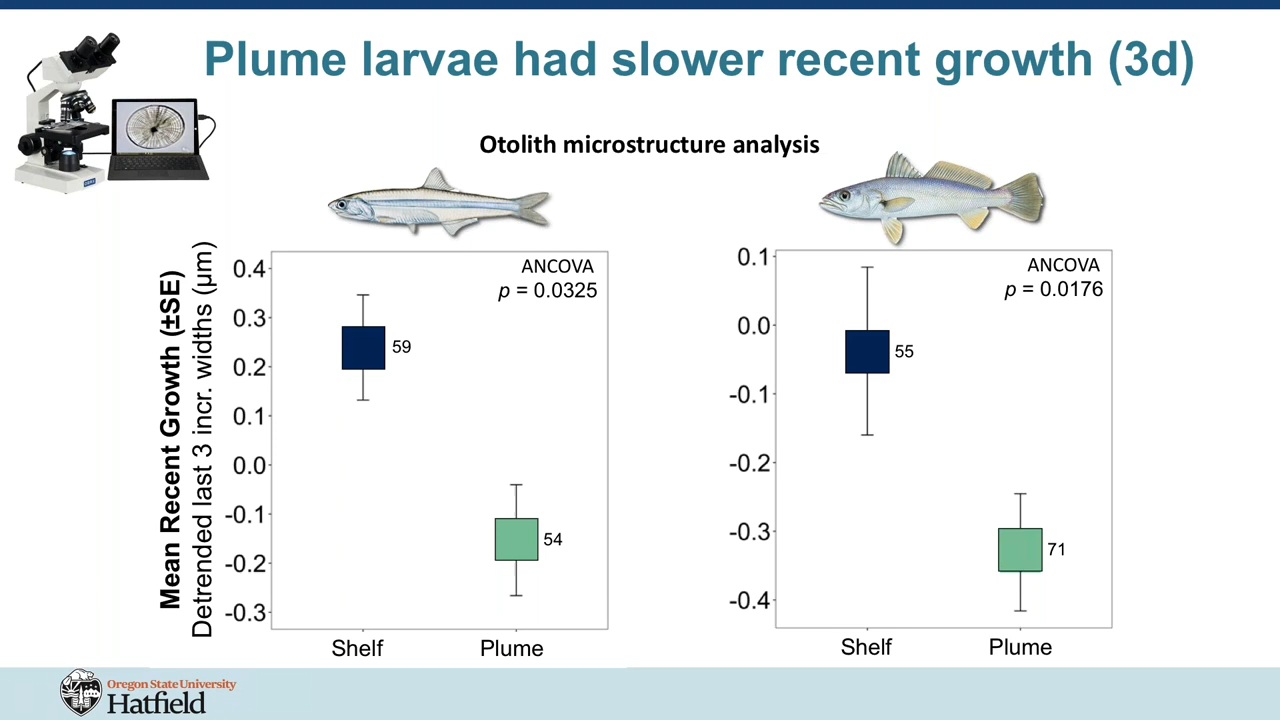 Plume larvae had slower recent growth (3d)
Otolith microstructure analysis
Mean Recent Growth (±SE)
Detrended last 3 incr. widths (μm)
0.4
0.3
0.2
0.1
0.0
-0.1
-0.2
-0.3
ANCOVA
p = 0.0325
59
54
Shelf
Plume
0.1
0.0
-0.1
-0.2
-0.3
-0.4
ANCOVA
p = 0.0176
55
71
Shelf
Plume
Oregon State University
Hatfield